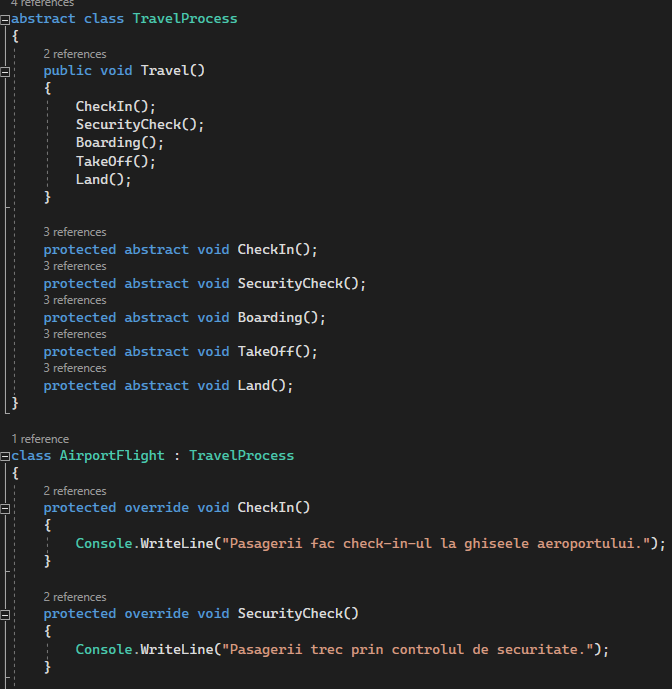 4 references
abstract class TravelProcess
{
2 references
public void Travel()
{
CheckIn();
SecurityCheck();
Boarding();
TakeOff();
Land();
}
3 references
protected abstract void CheckIn();
3 references
protected abstract void SecurityCheck();
3 references
protected abstract void Boarding();
3 references
protected abstract void TakeOff();
3 references
protected abstract void Land();
}
1 reference
class AirportFlight : TravelProcess
{
2 references
protected override void CheckIn()
{
Console.WriteLine("Pasagerii fac check-in-ul la ghiseele aeroportului.");
}
2 references
protected override void SecurityCheck()
{
Console.WriteLine("Pasagerii trec prin controlul de securitate.");
}